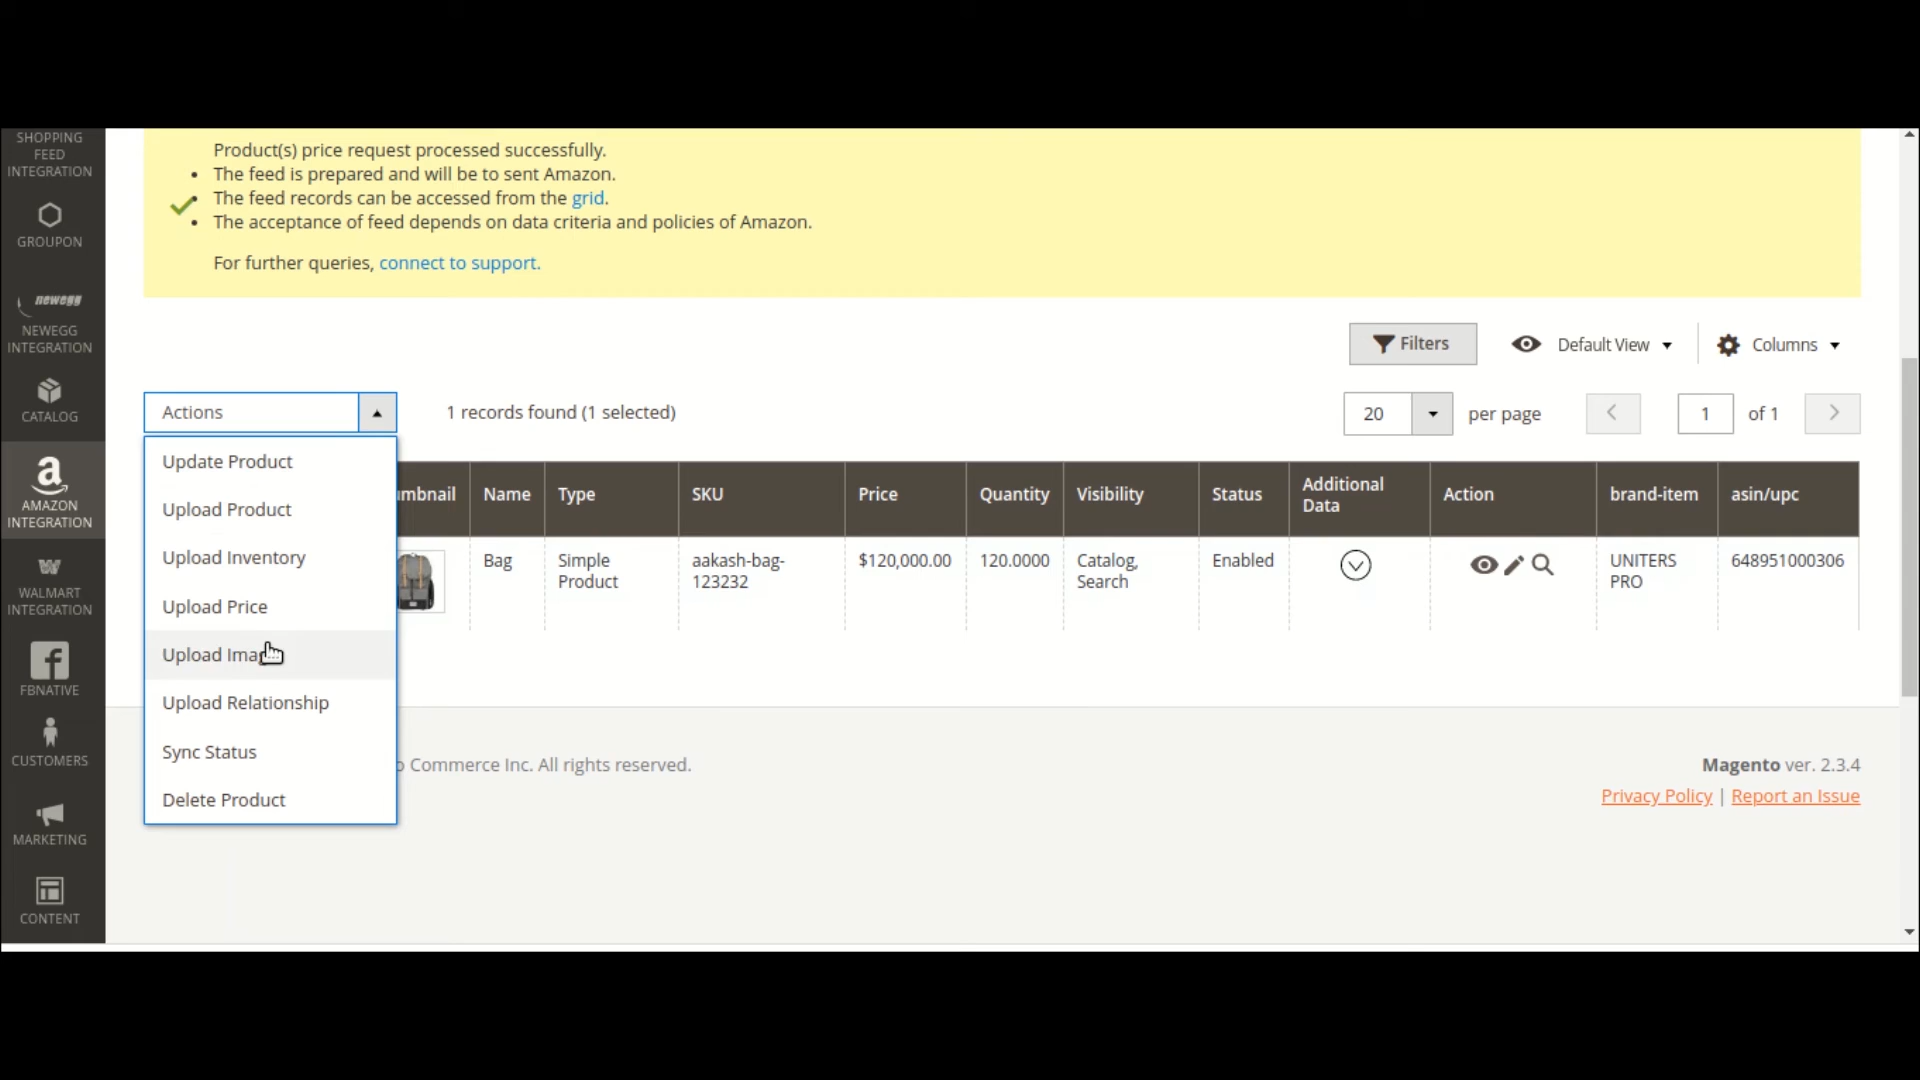 SHOPPING
FEED
INTEGRATION
GROUPON
newegg
NEWEGG
INTEGRATION
CATALOG
AMAZON
INTEGRATION
WALMART
INTEGRATION
FBNATIVE
CUSTOMERS
MARKETING
CONTENT
Product(s) price request processed successfully.
The feed is prepared and will be to sent Amazon.
The feed records can be accessed from the grid.
The acceptance of feed depends on data criteria and policies of Amazon.
For further queries, connect to support.
Filters
Default View
Columns
Actions
1 records found (1 selected)
20
per page
1
of 1
Update Product
Upload Product
Upload Inventory
Upload Price
Upload
Upload Relationship
Sync Status
Delete Product
Name Type SKU Price Quantity Visibility Status Additional Data Action brand-item asin/upc
Bag Simple Product aakash-bag-123232 $120,000.00 120.0000 Catalog, Search Enabled UNITERS PRO 648951000306
Commerce Inc. All rights reserved.
Magento ver. 2.3.4
Privacy Policy | Report an Issue